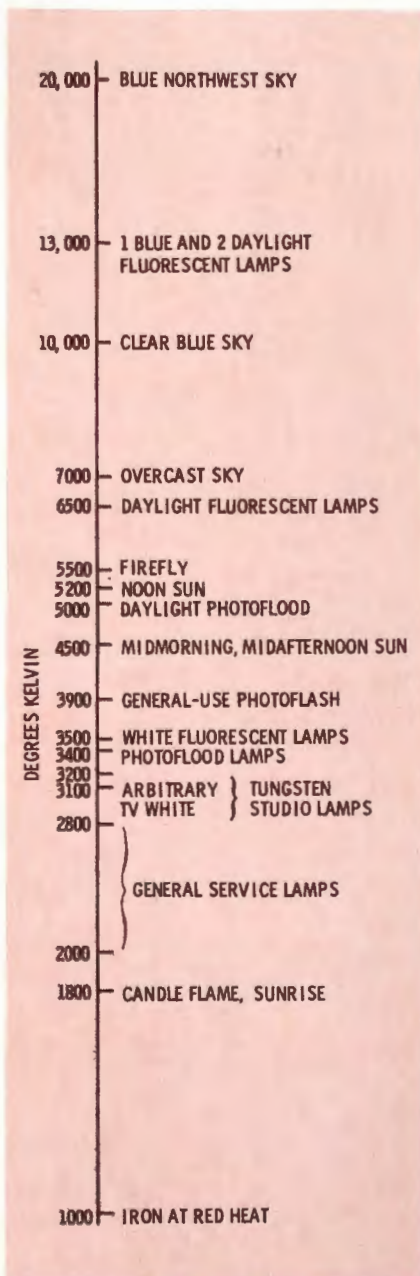 20,000 BLUE NORTHWEST SKY
13,000 1 BLUE AND 2 DAYLIGHT
FLUORESCENT LAMPS
10,000 CLEAR BLUE SKY
7000 OVERCAST SKY
6500 DAYLIGHT FLUORESCENT LAMPS
5500 FIREFLY
5200 NOON SUN
5000 DAYLIGHT PHOTOFLOOD
4500 MIDMORNING, MIDAFTERNOON SUN
DEGREES KELVIN
3900 GENERAL-USE PHOTOFLASH
3500 WHITE FLUORESCENT LAMPS
3400 PHOTOFLOOD LAMPS
3200
3100 ARBITRARY TUNGSTEN
TV WHITE STUDIO LAMPS
2800
GENERAL SERVICE LAMPS
2000
1800 CANDLE FLAME, SUNRISE
1000 IRON AT RED HEAT